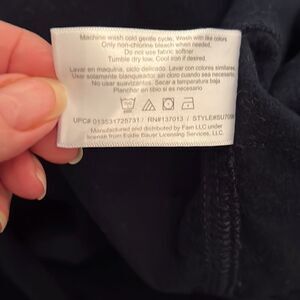 Machine wash cold gentle cycle. Wash with like colors
Only non-chlorine bleach when needed.
Do not use fabric softner
Tumble dry low. Cool iron if desired.
Lavar en maquina, ciclo delicado. Lavar con colores similares.
Usar solamente blanqueador sin cloro cuando sea necesario.
No usar suavizantes. Secar a temperatura baja
Planchar en tibio si es necesario
UPC# 013531725731 / RN#137013 / STYLE#SU7098
Manufactured and distributed by Fam LLC under
license from Eddie Bauer Licensing Services, LLC.